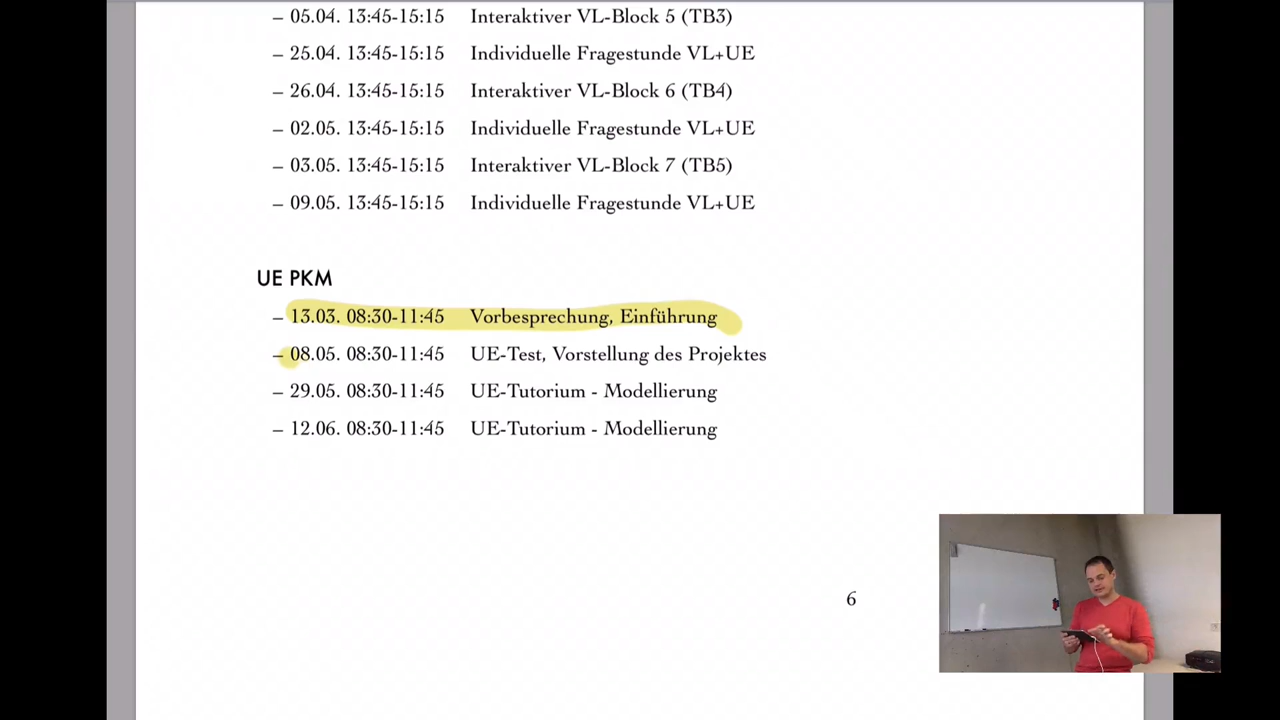 – 05.04. 13:45-15:15 Interaktiver VL-Block 5 (TB3)
– 25.04. 13:45-15:15 Individuelle Fragestunde VL+UE
– 26.04. 13:45-15:15 Interaktiver VL-Block 6 (TB4)
– 02.05. 13:45-15:15 Individuelle Fragestunde VL+UE
– 03.05. 13:45-15:15 Interaktiver VL-Block 7 (TB5)
– 09.05. 13:45-15:15 Individuelle Fragestunde VL+UE
UE PKM
– 13.03. 08:30-11:45 Vorbesprechung, Einführung
– 08.05. 08:30-11:45 UE-Test, Vorstellung des Projektes
– 29.05. 08:30-11:45 UE-Tutorium - Modellierung
– 12.06. 08:30-11:45 UE-Tutorium - Modellierung
6